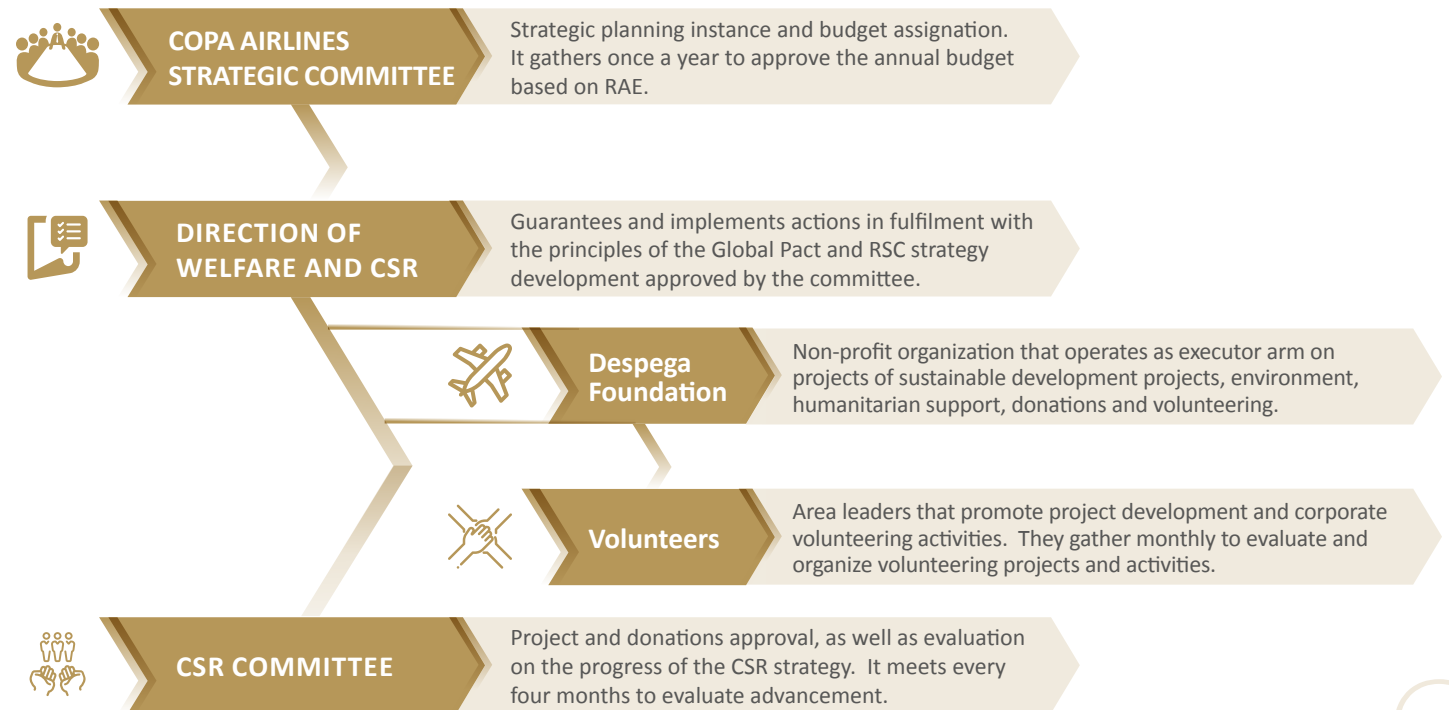 COPA AIRLINES
STRATEGIC COMMITTEE
Strategic planning instance and budget assignation.
It gathers once a year to approve the annual budget
based on RAE.
DIRECTION OF
WELFARE AND CSR
Guarantees and implements actions in fulfilment with
the principles of the Global Pact and RSC strategy
development approved by the committee.
Despega
Foundation
Non-profit organization that operates as executor arm on
projects of sustainable development projects, environment,
humanitarian support, donations and volunteering.
Volunteers
Area leaders that promote project development and corporate
volunteering activities.  They gather monthly to evaluate and
organize volunteering projects and activities.
CSR COMMITTEE
Project and donations approval, as well as evaluation
on the progress of the CSR strategy.  It meets every
four months to evaluate advancement.